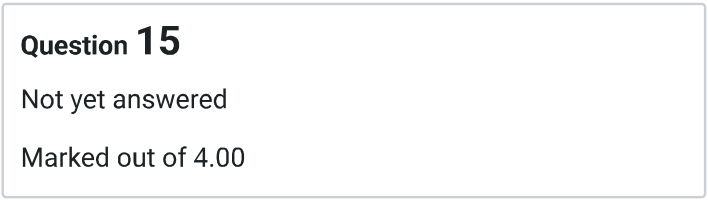 Question 15
Not yet answered
Marked out of 4.00